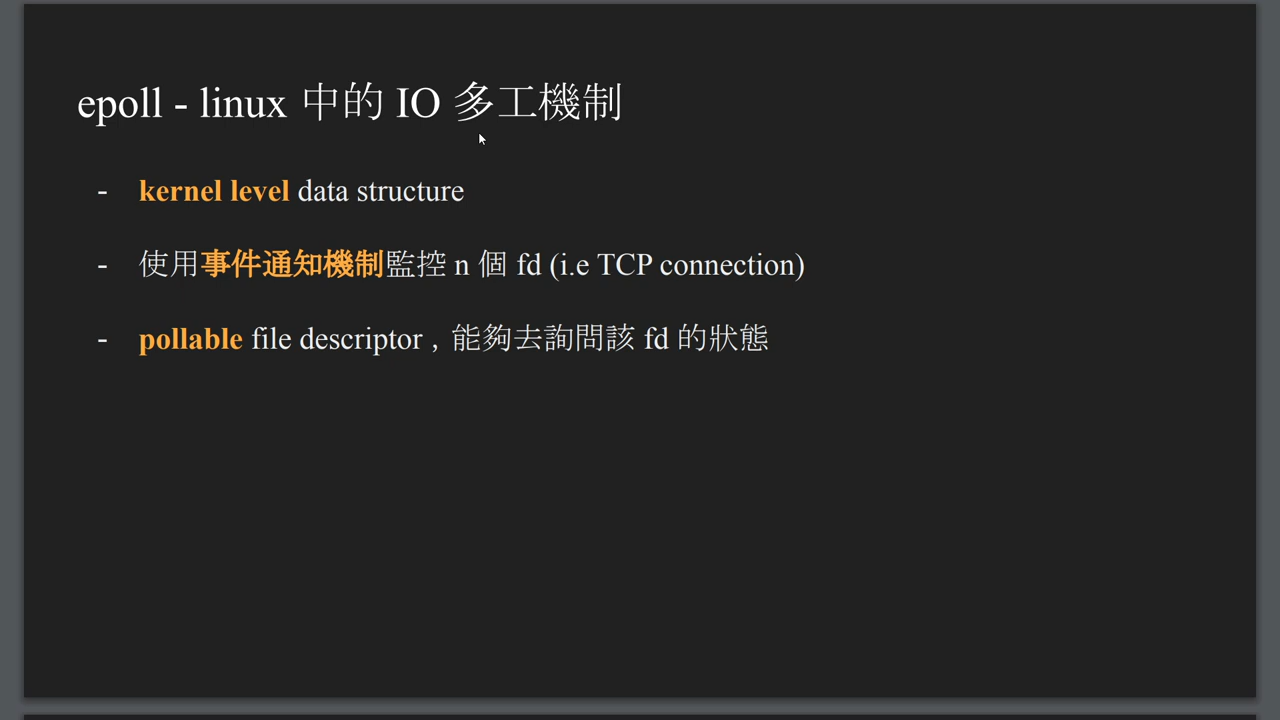 epoll - linux 中的 IO 多工機制
- kernel level data structure
- 使用事件通知機制監控 n 個 fd (i.e TCP connection)
- pollable file descriptor，能夠去詢問該 fd 的狀態